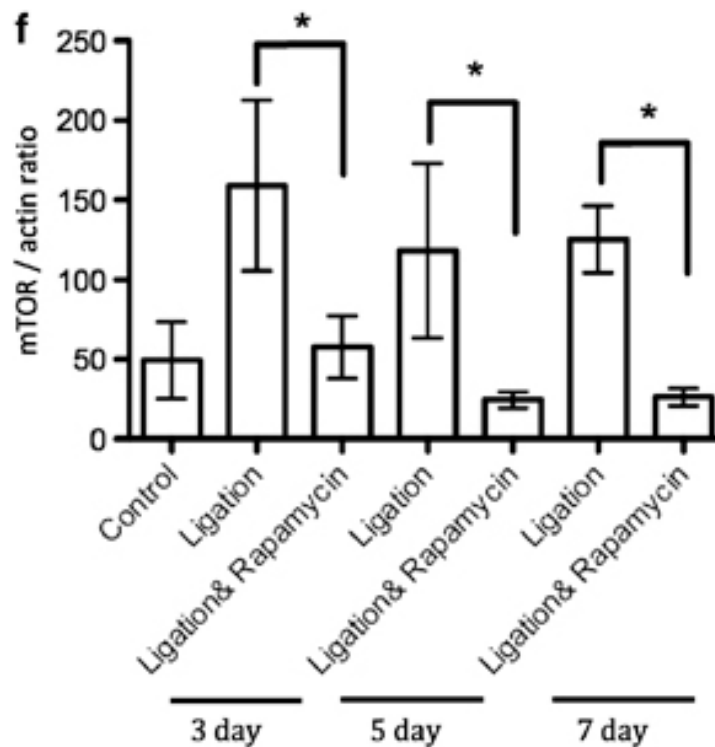 f
mTOR / actin ratio
250
200
150
100
50
0
*
*
*
Control
Ligation
Ligation& Rapamycin
Ligation
Ligation& Rapamycin
Ligation
Ligation& Rapamycin
3 day
5 day
7 day